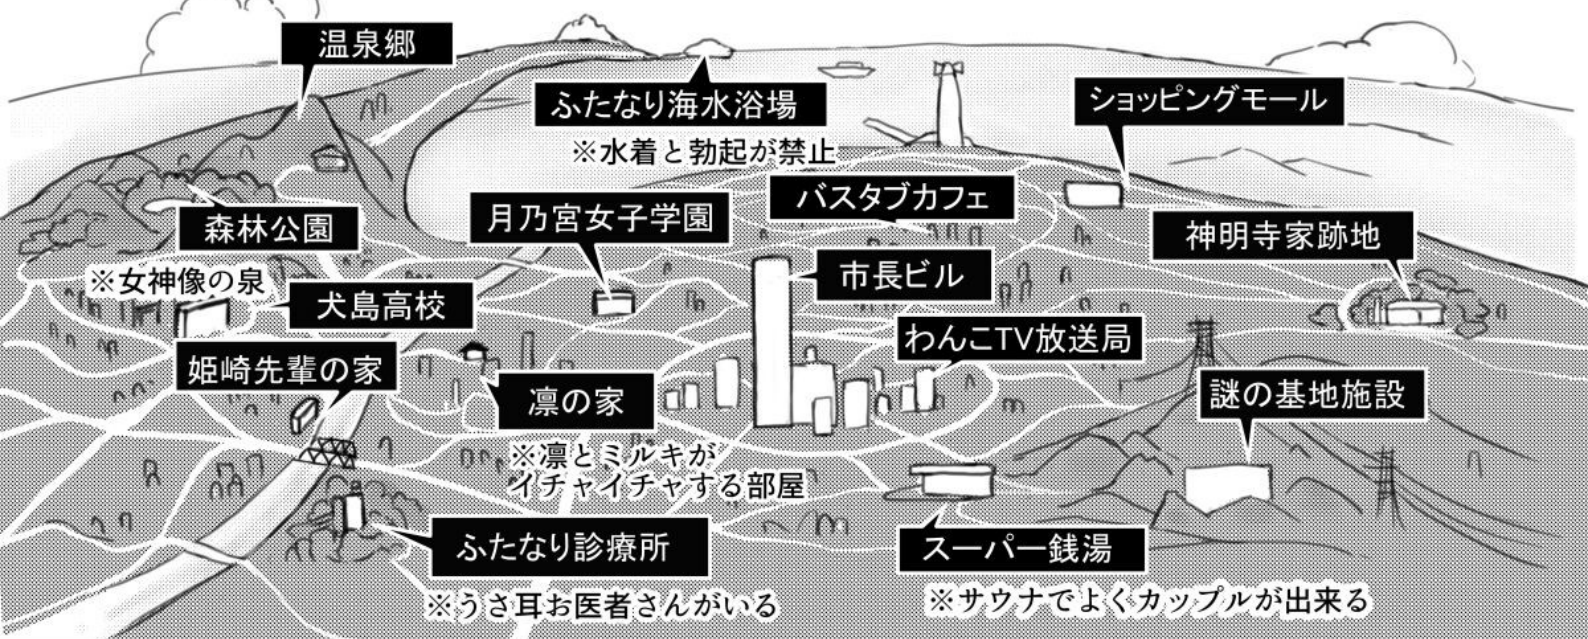 温泉郷
ふたなり海水浴場
※水着と勃起が禁止
ショッピングモール
森林公園
※女神像の泉
月乃宮女子学園
バスタブカフェ
神明寺家跡地
犬島高校
市長ビル
わんこTV放送局
姫崎先輩の家
凛の家
※凛とミルキが
イチャイチャする部屋
謎の基地施設
ふたなり診療所
※うさ耳お医者さんがいる
スーパー銭湯
※サウナでよくカップルが出来る